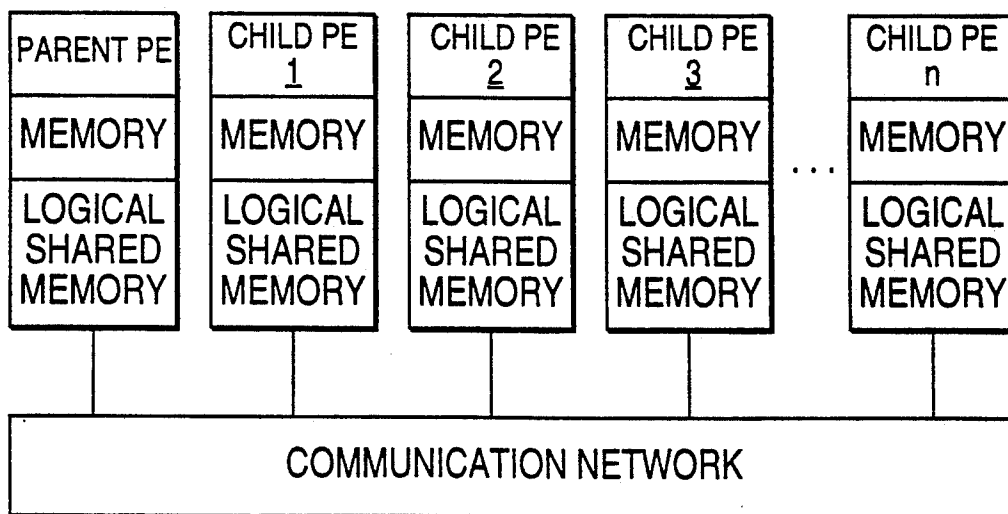 PARENT PE
MEMORY
LOGICAL
SHARED
MEMORY
CHILD PE
1
MEMORY
LOGICAL
SHARED
MEMORY
CHILD PE
2
MEMORY
LOGICAL
SHARED
MEMORY
CHILD PE
3
MEMORY
LOGICAL
SHARED
MEMORY
...
CHILD PE
n
MEMORY
LOGICAL
SHARED
MEMORY
COMMUNICATION NETWORK